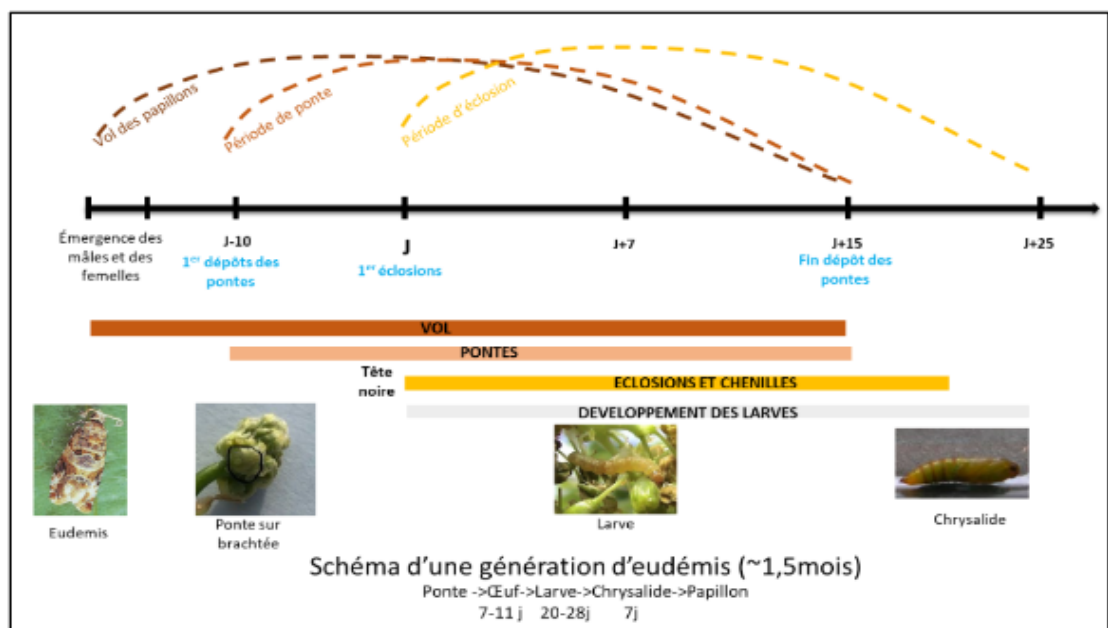 Vol des papillons
Période de ponte
Période d'éclosion
Émergence des
mâles et des
femelles
J-10
1er dépôts des
pontes
J
1er éclosions
J+7
J+15
Fin dépôt des
pontes
J+25
VOL
PONTES
Tête
noire
ECLOSIONS ET CHENILLES
DEVELOPPEMENT DES LARVES
Eudemis
Ponte sur
brachtée
Larve
Chrysalide
Schéma d'une génération d'eudémis (~1,5mois)
Ponte ->Œuf->Larve->Chrysalide->Papillon
7-11 j 20-28j 7j